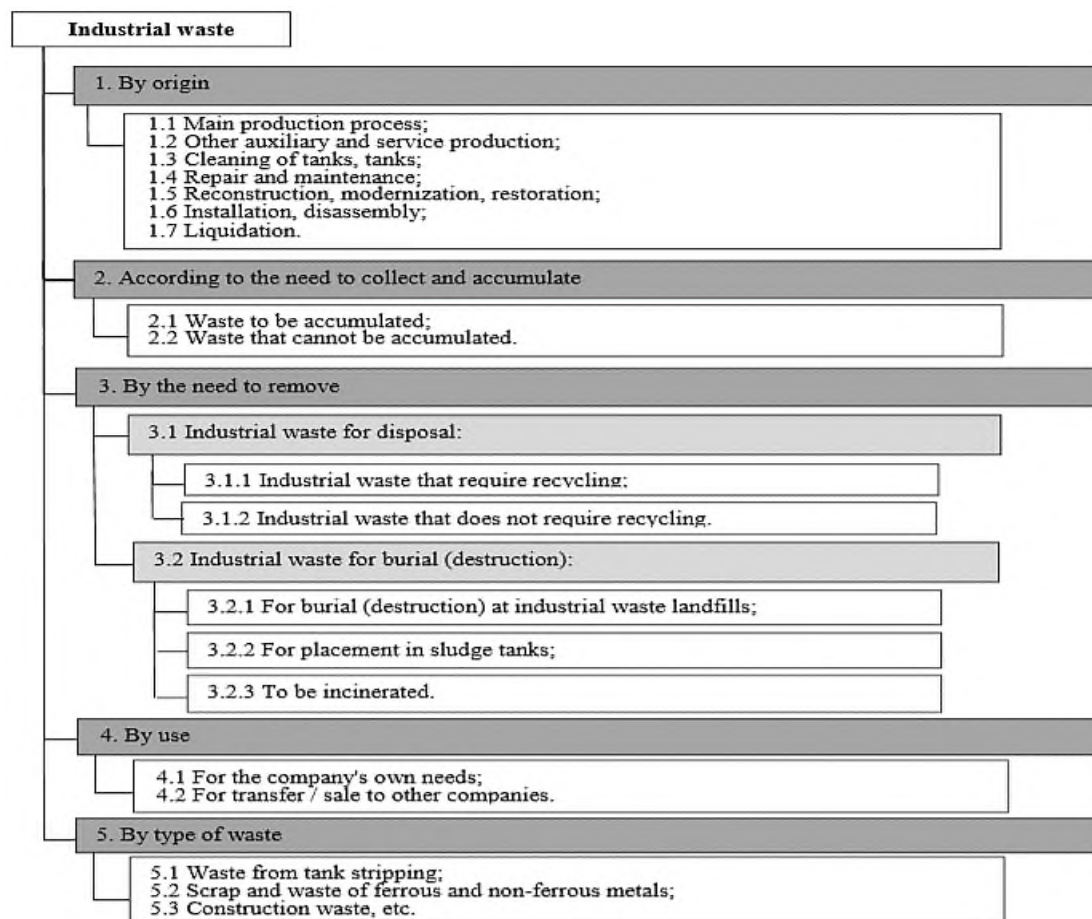 Industrial waste
1. By origin
1.1 Main production process;
1.2 Other auxiliary and service production;
1.3 Cleaning of tanks, tanks;
1.4 Repair and maintenance;
1.5 Reconstruction, modernization, restoration;
1.6 Installation, disassembly;
1.7 Liquidation.
2. According to the need to collect and accumulate
2.1 Waste to be accumulated;
2.2 Waste that cannot be accumulated.
3. By the need to remove
3.1 Industrial waste for disposal:
3.1.1 Industrial waste that require recycling;
3.1.2 Industrial waste that does not require recycling.
3.2 Industrial waste for burial (destruction):
3.2.1 For burial (destruction) at industrial waste landfills;
3.2.2 For placement in sludge tanks;
3.2.3 To be incinerated.
4. By use
4.1 For the company's own needs;
4.2 For transfer / sale to other companies.
5. By type of waste
5.1 Waste from tank stripping;
5.2 Scrap and waste of ferrous and non-ferrous metals;
5.3 Construction waste, etc.